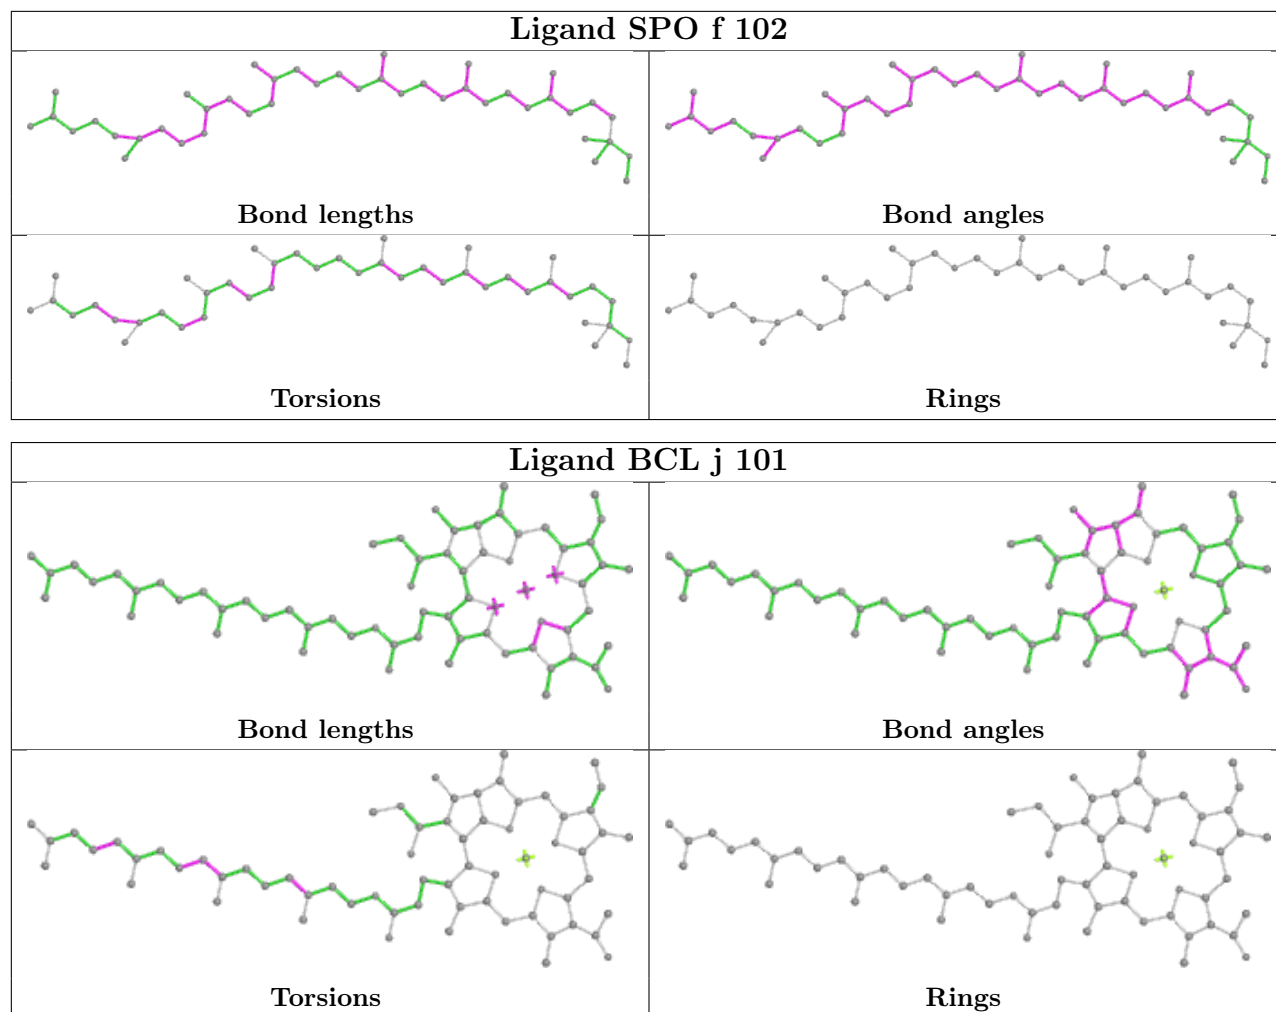 Ligand SPO f 102
Bond lengths
Bond angles
Torsions
Rings
Ligand BCL j 101
Bond lengths
Bond angles
Torsions
Rings